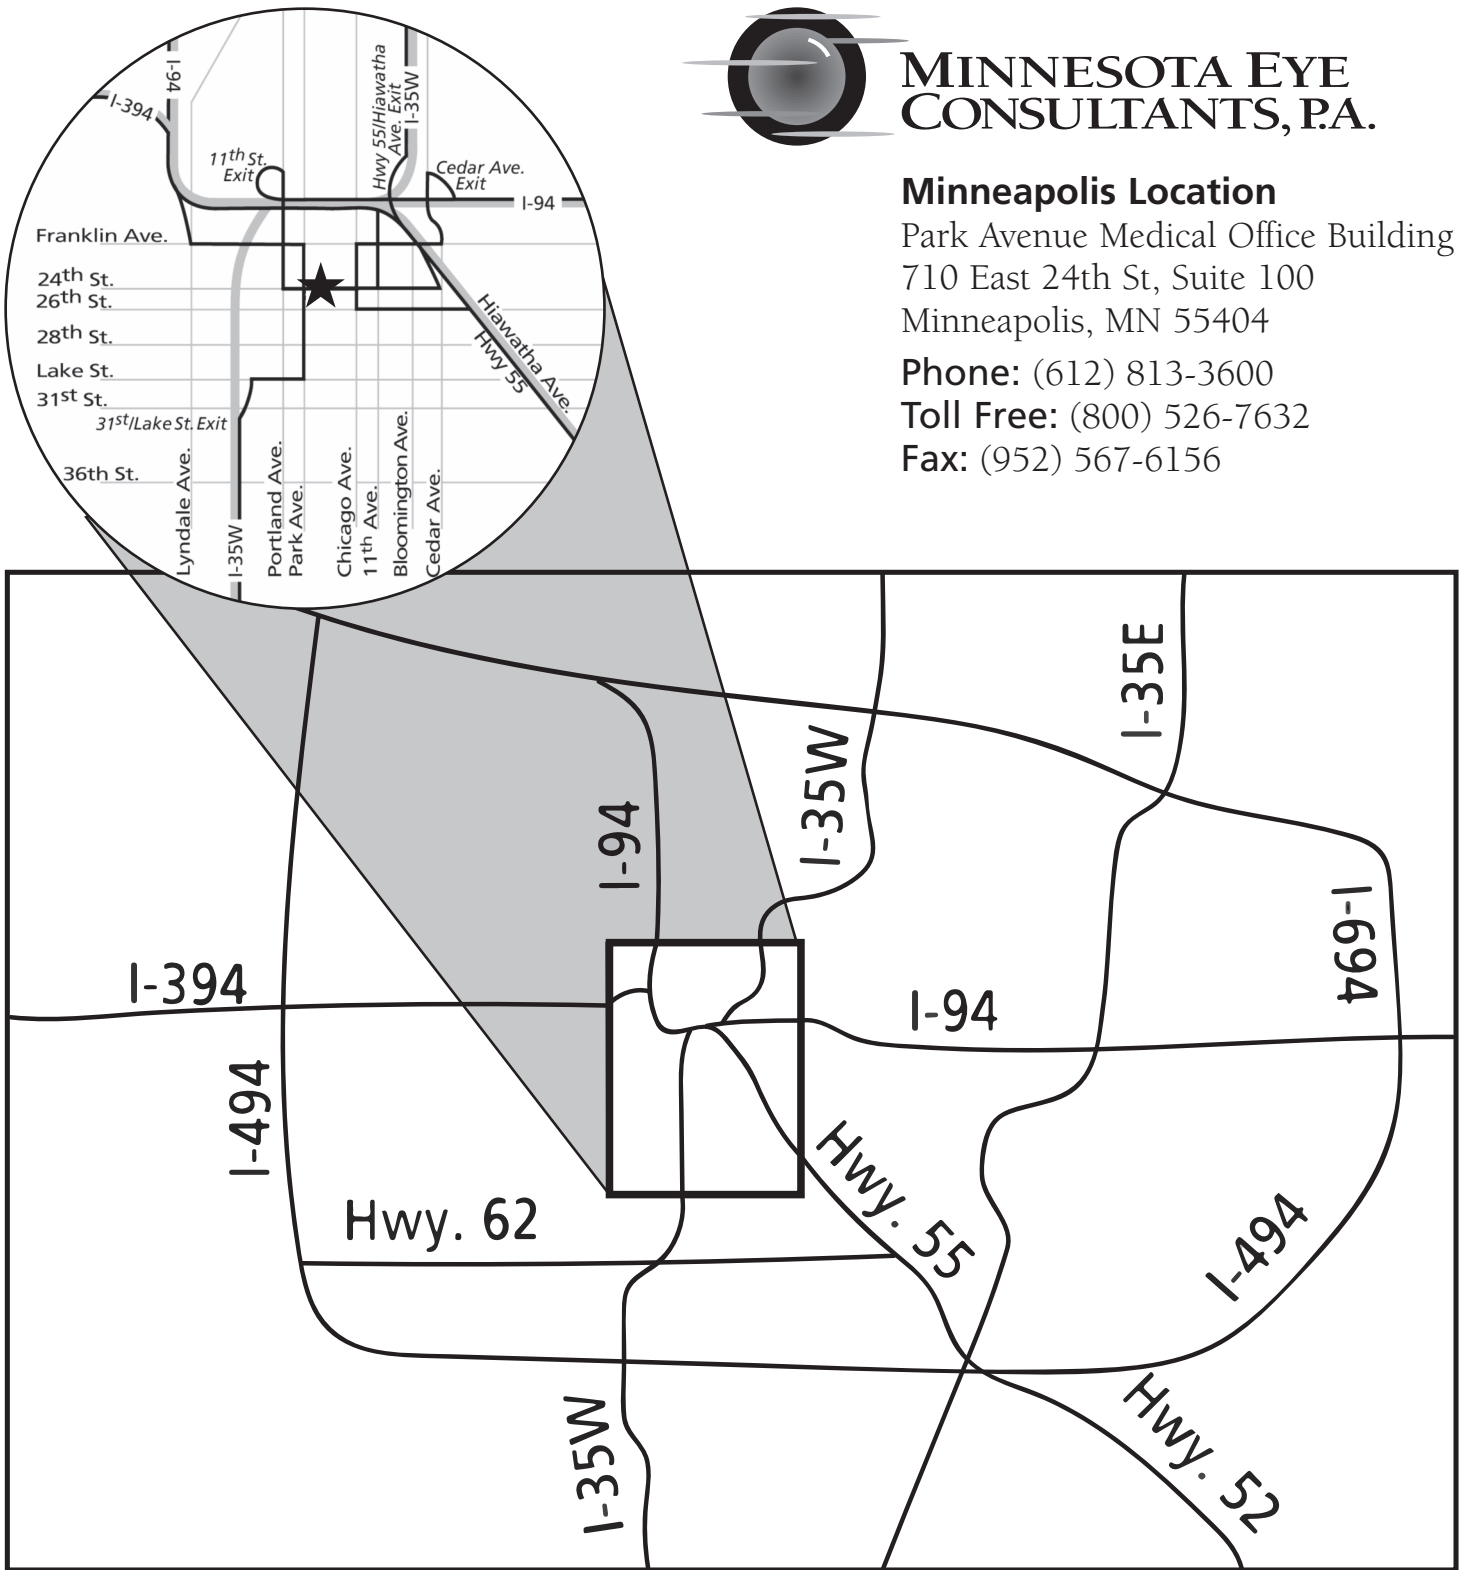 MINNESOTA EYE
CONSULTANTS, P.A.
Minneapolis Location
Park Avenue Medical Office Building
710 East 24th St, Suite 100
Minneapolis, MN 55404
Phone: (612) 813-3600
Toll Free: (800) 526-7632
Fax: (952) 567-6156
I-94
I-394
11th St.
Exit
Hwy 55/Hiawatha
Ave. Exit
I-35W
Cedar Ave.
Exit
I-94
Franklin Ave.
24th St.
26th St.
28th St.
Lake St.
31st St.
31st/Lake St. Exit
36th St.
Hiawatha Ave.
Hwy 55
Lyndale Ave.
I-35W
Portland Ave.
Park Ave.
Chicago Ave.
11th Ave.
Bloomington Ave.
Cedar Ave.
I-35E
I-35W
I-94
I-694
I-394
I-94
I-494
Hwy. 62
Hwy. 55
I-494
I-35W
Hwy. 52